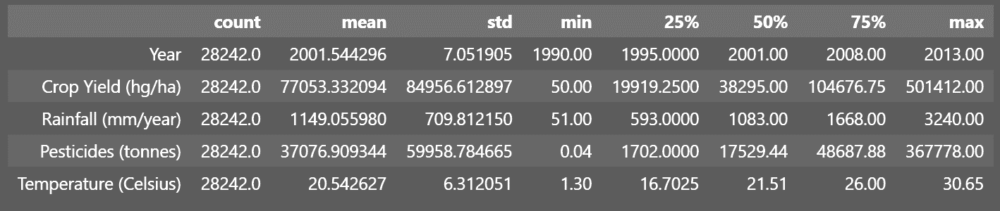 count mean std min 25% 50% 75% max
Year 28242.0 2001.544296 7.051905 1990.00 1995.0000 2001.00 2008.00 2013.00
Crop Yield (hg/ha) 28242.0 77053.332094 84956.612897 50.00 19919.2500 38295.00 104676.75 501412.00
Rainfall (mm/year) 28242.0 1149.055980 709.812150 51.00 593.0000 1083.00 1668.00 3240.00
Pesticides (tonnes) 28242.0 37076.909344 59958.784665 0.04 1702.0000 17529.44 48687.88 367778.00
Temperature (Celsius) 28242.0 20.542627 6.312051 1.30 16.7025 21.51 26.00 30.65